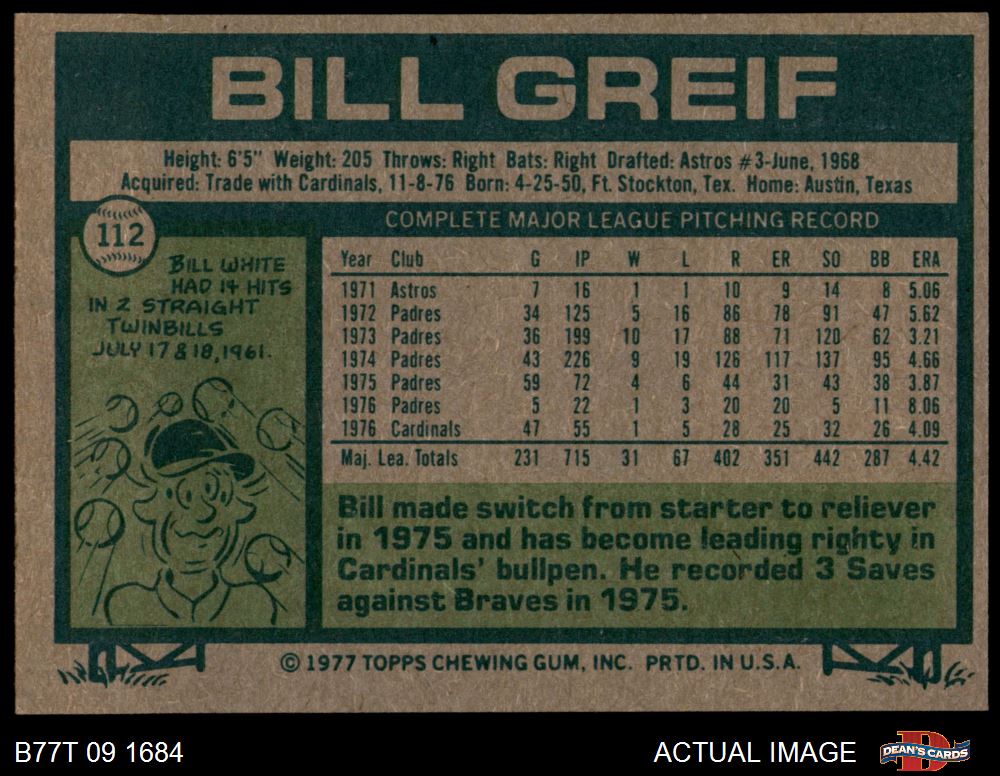 BILL GREIF
Height: 6'5" Weight: 205 Throws: Right Bats: Right Drafted: Astros #3-June, 1968
Acquired: Trade with Cardinals, 11-8-76 Born: 4-25-50, Ft. Stockton, Tex. Home: Austin, Texas
112
BILL WHITE
HAD 14 HITS
IN 2 STRAIGHT
TWINBILLS
JULY 17 & 18, 1961.
COMPLETE MAJOR LEAGUE PITCHING RECORD
Year Club G IP W L R ER SO BB ERA
1971 Astros 7 16 1 1 10 9 14 8 5.06
1972 Padres 34 125 5 16 86 78 91 47 5.62
1973 Padres 36 199 10 17 88 71 120 62 3.21
1974 Padres 43 226 9 19 126 117 137 95 4.66
1975 Padres 59 72 4 6 44 31 43 38 3.87
1976 Padres 5 22 1 3 20 20 5 11 8.06
1976 Cardinals 47 55 1 5 28 25 32 26 4.09
Maj. Lea. Totals 231 715 31 67 402 351 442 287 4.42
Bill made switch from starter to reliever
in 1975 and has become leading righty in
Cardinals' bullpen. He recorded 3 Saves
against Braves in 1975.
© 1977 TOPPS CHEWING GUM, INC. PRTD. IN U.S.A.
B77T 09 1684
ACTUAL IMAGE
D
DEAN'S CARDS